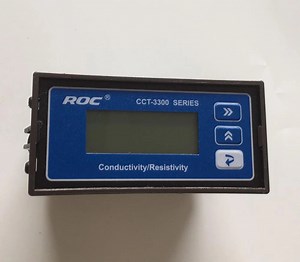 ROC® CCT-3300 SERIES
Conductivity/Resistivity